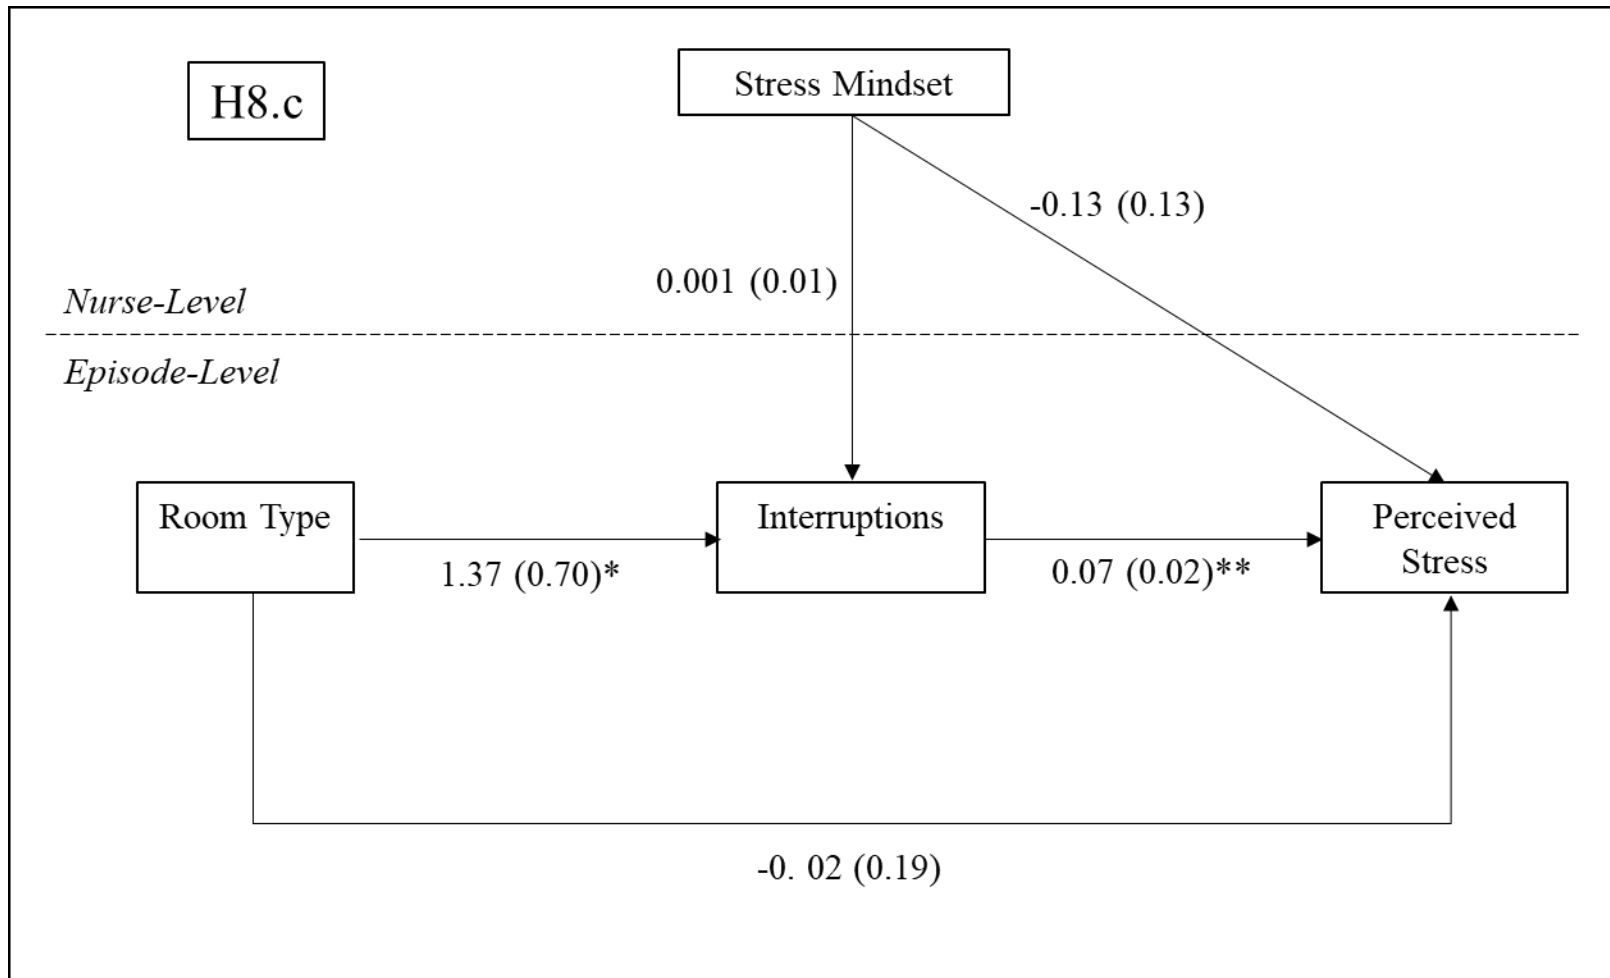 H8.c
Stress Mindset
-0.13 (0.13)
0.001 (0.01)
Nurse-Level
Episode-Level
Room Type
Interruptions
Perceived
Stress
1.37 (0.70)*
0.07 (0.02)**
-0. 02 (0.19)